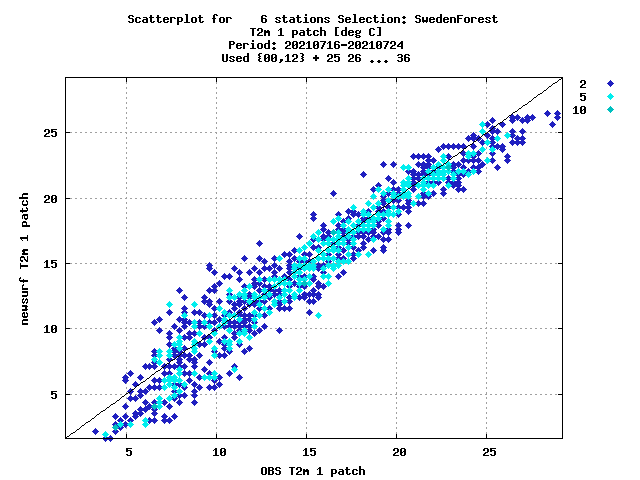 Scatterplot for 6 stations Selection: SwedenForest
T2m 1 patch [deg C]
Period: 20210716-20210724
Used {00,12} + 25 26 ... 36
2
5
10
25
20
15
10
5
newsurf T2m 1 patch
5 10 15 20 25
OBS T2m 1 patch